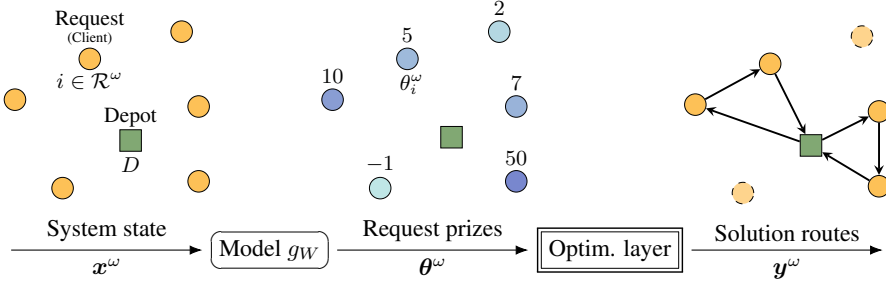 Request
(Client)
i ∈ ℛ^ω
Depot
D
5
θ_i^ω
2
10
7
−1
50
System state
x^ω
Model g_W
Request prizes
θ^ω
Optim. layer
Solution routes
y^ω